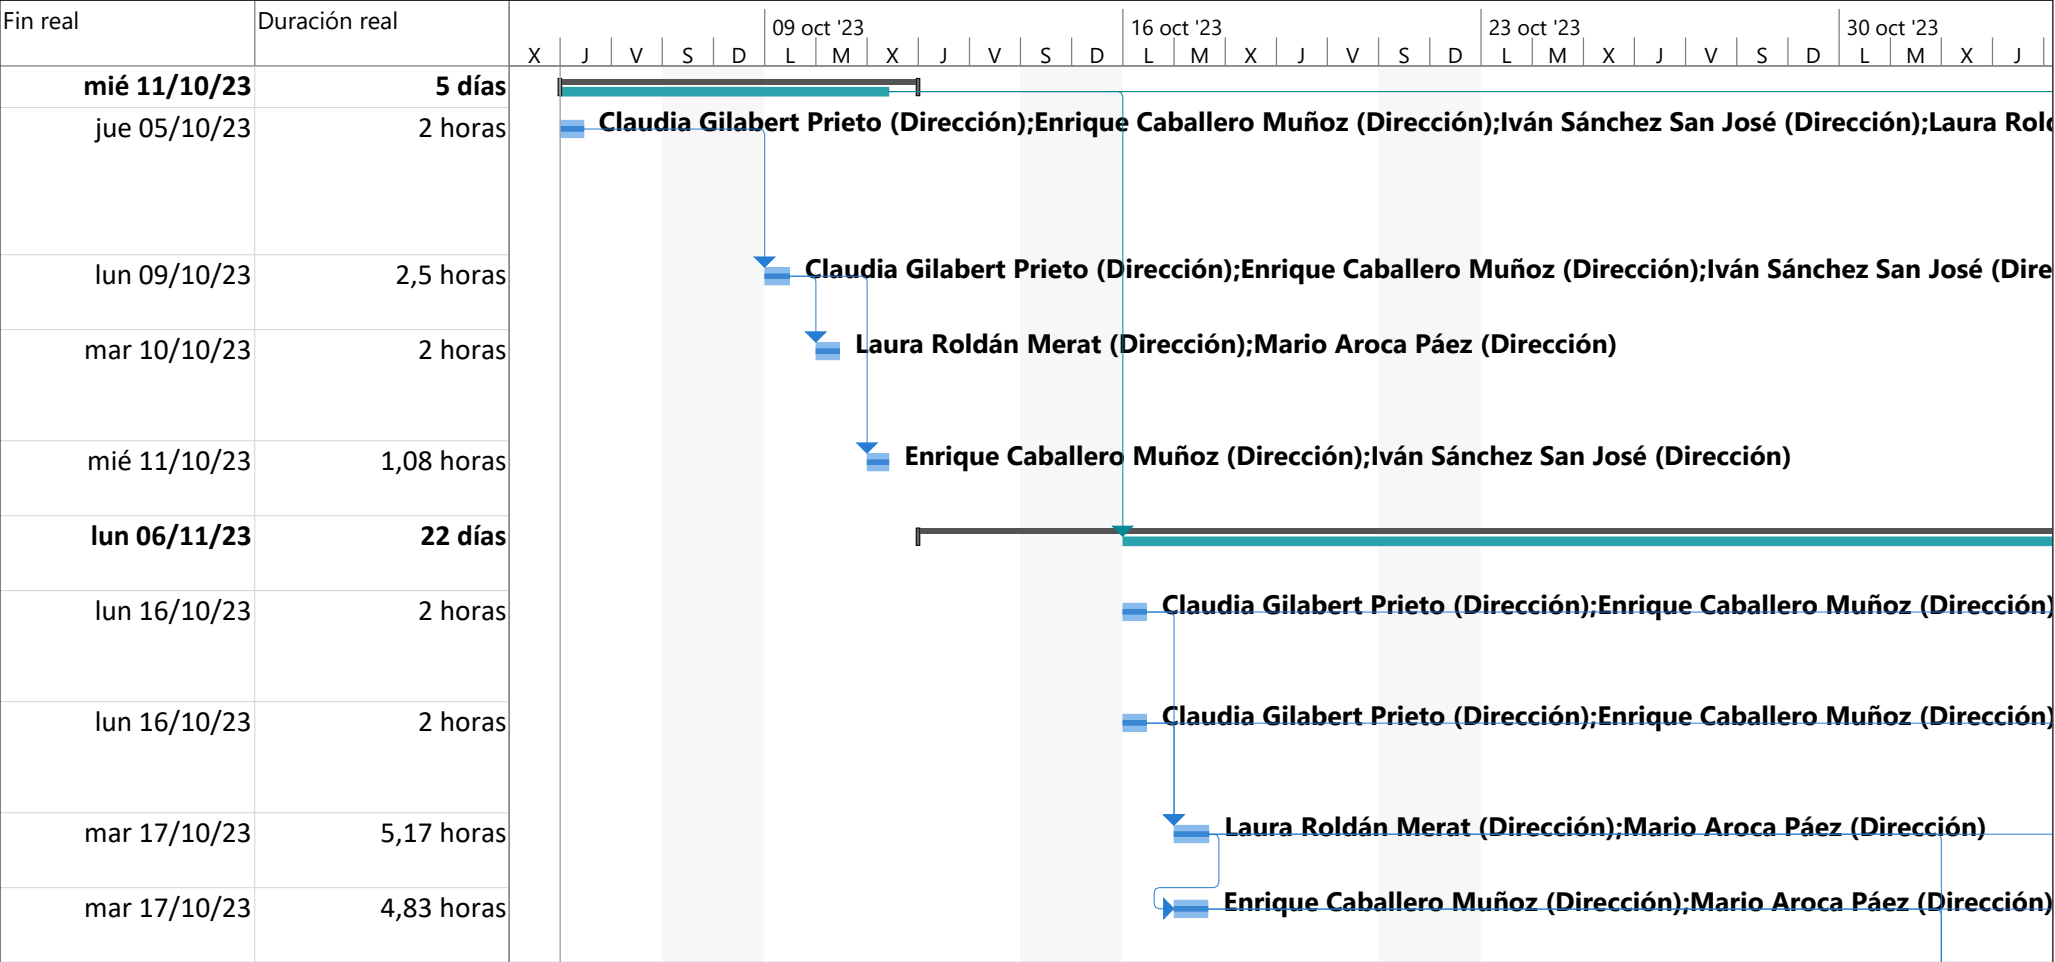 Fin real Duración real 09 oct '23 16 oct '23 23 oct '23 30 oct '23
X J V S D L M X J V S D L M X J V S D L M X J V S D L M X J
mié 11/10/23 5 días
jue 05/10/23 2 horas Claudia Gilabert Prieto (Dirección);Enrique Caballero Muñoz (Dirección);Iván Sánchez San José (Dirección);Laura Rold
lun 09/10/23 2,5 horas Claudia Gilabert Prieto (Dirección);Enrique Caballero Muñoz (Dirección);Iván Sánchez San José (Dire
mar 10/10/23 2 horas Laura Roldán Merat (Dirección);Mario Aroca Páez (Dirección)
mié 11/10/23 1,08 horas Enrique Caballero Muñoz (Dirección);Iván Sánchez San José (Dirección)
lun 06/11/23 22 días
lun 16/10/23 2 horas Claudia Gilabert Prieto (Dirección);Enrique Caballero Muñoz (Dirección)
lun 16/10/23 2 horas Claudia Gilabert Prieto (Dirección);Enrique Caballero Muñoz (Dirección)
mar 17/10/23 5,17 horas Laura Roldán Merat (Dirección);Mario Aroca Páez (Dirección)
mar 17/10/23 4,83 horas Enrique Caballero Muñoz (Dirección);Mario Aroca Páez (Dirección)